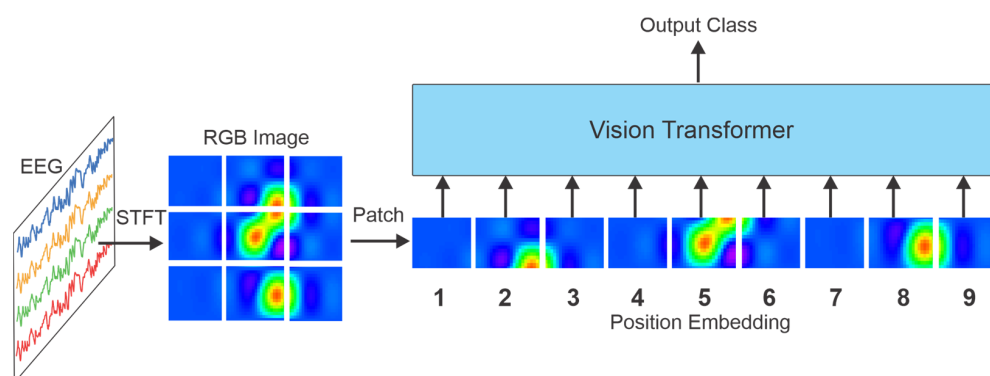 Output Class
Vision Transformer
RGB Image
EEG
STFT
Patch
1 2 3 4 5 6 7 8 9
Position Embedding